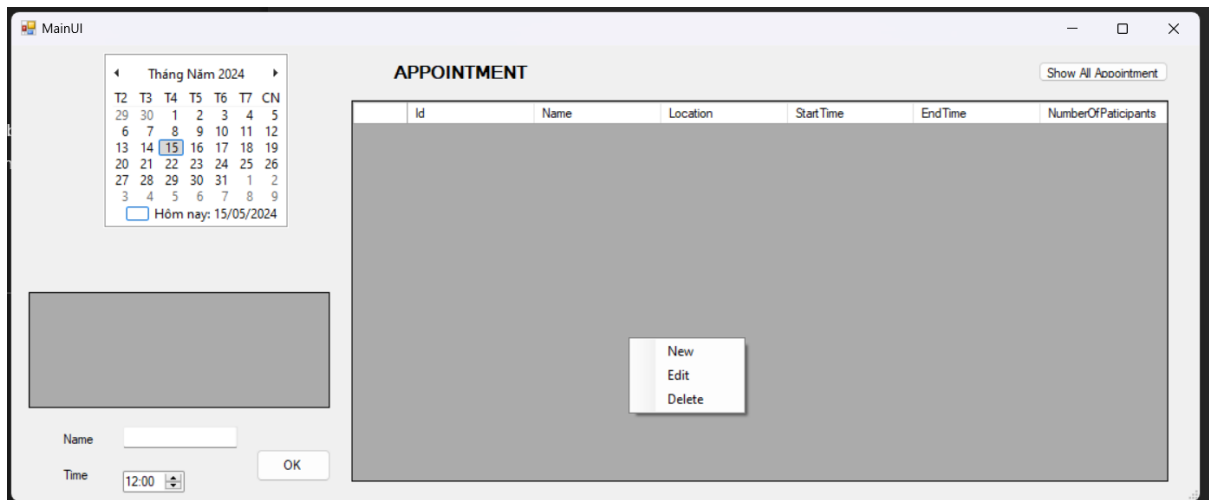 MainUI
Tháng Năm 2024
T2 T3 T4 T5 T6 T7 CN
29 30 1 2 3 4 5
6 7 8 9 10 11 12
13 14 15 16 17 18 19
20 21 22 23 24 25 26
27 28 29 30 31 1 2
3 4 5 6 7 8 9
Hôm nay: 15/05/2024
APPOINTMENT
Show All Appointment
Id Name Location StartTime EndTime NumberOfPaticipants
New
Edit
Delete
Name
Time 12:00
OK